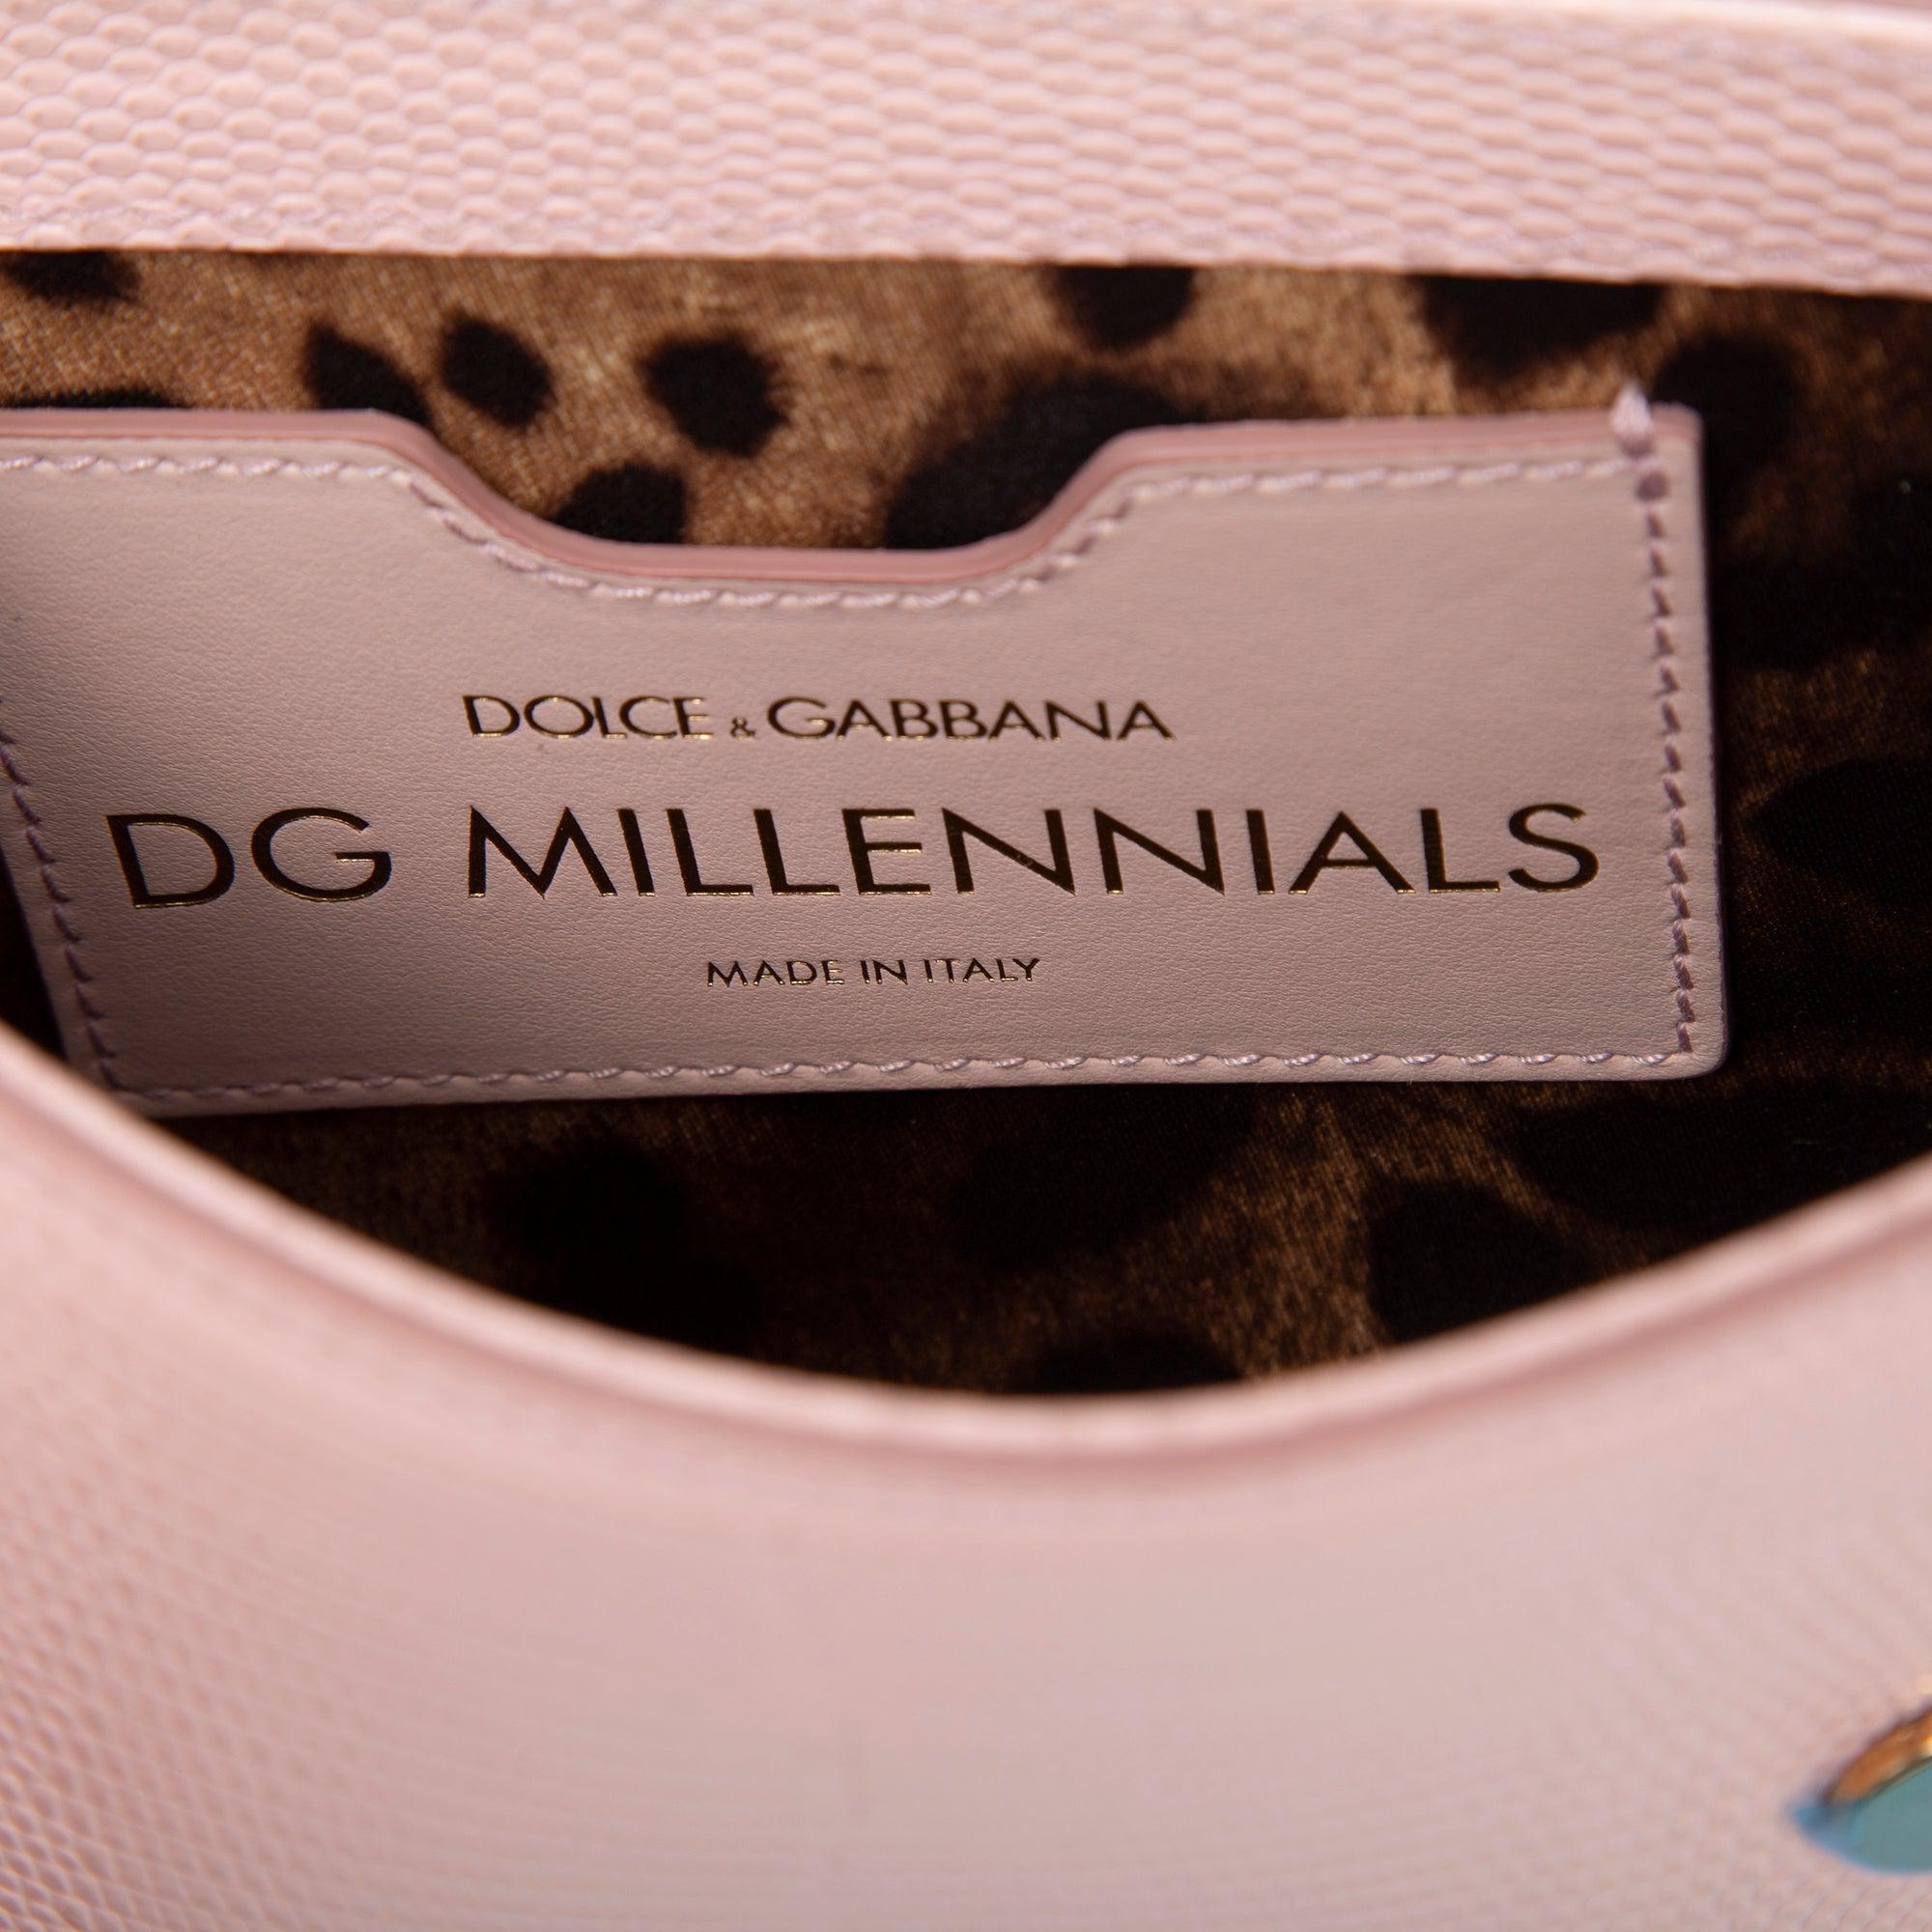 DOLCE & GABBANA
DG MILLENNIALS
MADE IN ITALY